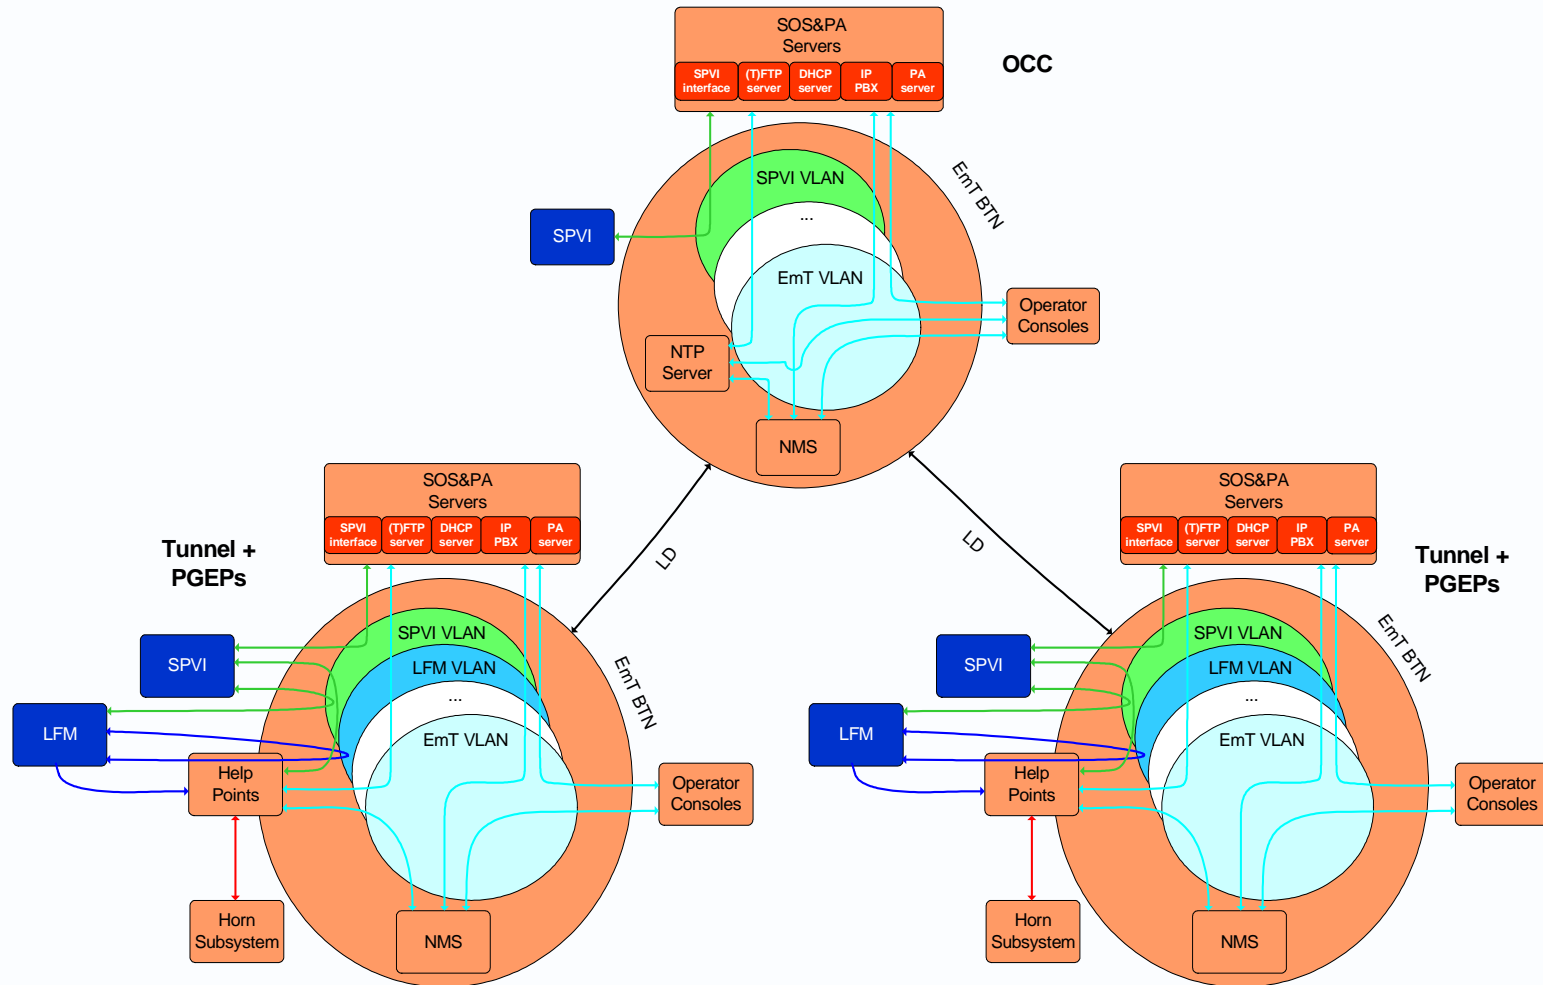 SOS&PA
Servers
SPVI
interface
(T)FTP
server
DHCP
server
IP
PBX
PA
server
OCC
EmT BTN
SPVI VLAN
...
EmT VLAN
SPVI
Operator
Consoles
NTP
Server
NMS
LD
LD
Tunnel +
PGEPs
SOS&PA
Servers
SPVI
interface
(T)FTP
server
DHCP
server
IP
PBX
PA
server
EmT BTN
SPVI VLAN
LFM VLAN
...
EmT VLAN
SPVI
LFM
Help
Points
Operator
Consoles
Horn
Subsystem
NMS
SOS&PA
Servers
SPVI
interface
(T)FTP
server
DHCP
server
IP
PBX
PA
server
Tunnel +
PGEPs
EmT BTN
SPVI VLAN
LFM VLAN
...
EmT VLAN
SPVI
LFM
Help
Points
Operator
Consoles
Horn
Subsystem
NMS